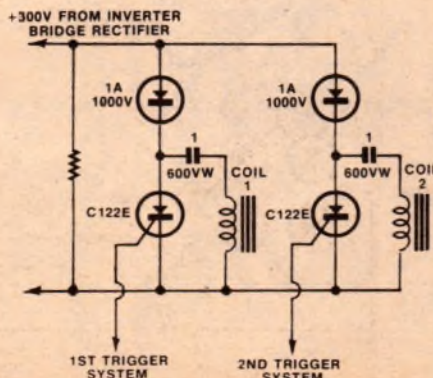 +300V FROM INVERTER
BRIDGE RECTIFIER
1A
1000V
1A
1000V
1
600VW
COIL
1
1
600VW
COIL
2
C122E
C122E
1ST TRIGGER
SYSTEM
2ND TRIGGER
SYSTEM